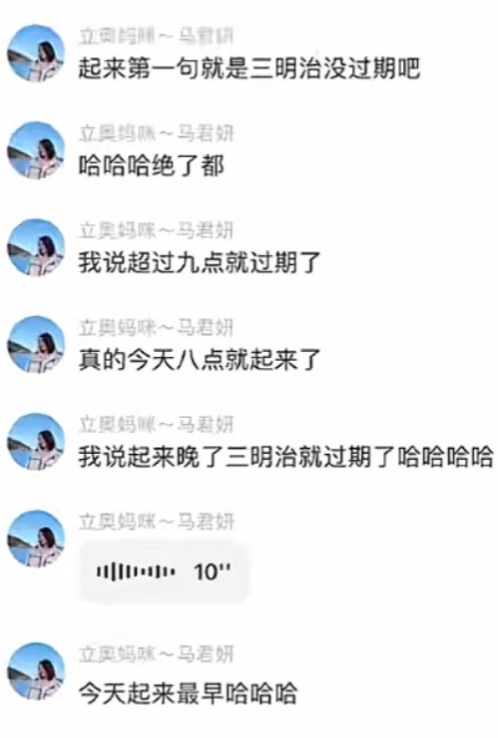 立奥妈咪～马君妍
起来第一句就是三明治没过期吧
立奥妈咪～马君妍
哈哈哈绝了都
立奥妈咪～马君妍
我说超过九点就过期了
立奥妈咪～马君妍
真的今天八点就起来了
立奥妈咪～马君妍
我说起来晚了三明治就过期了哈哈哈哈
立奥妈咪～马君妍
10''
立奥妈咪～马君妍
今天起来最早哈哈哈